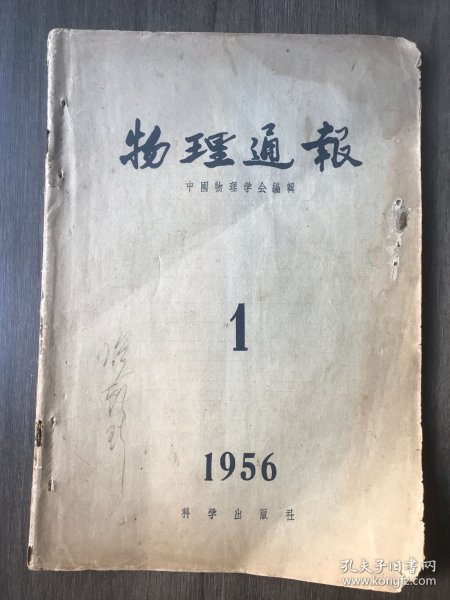 物理通報
中國物理学会編輯
1
1956
科学出版社
孔夫子旧书网
www.kongfz.com